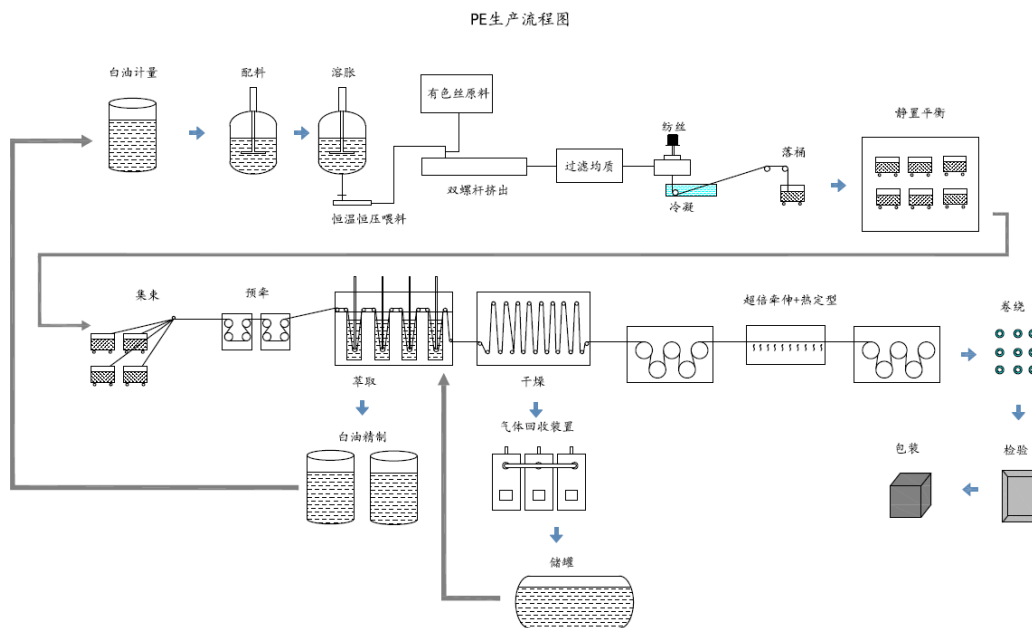 PE生产流程图
白油计量
配料
溶胀
有色丝原料
双螺杆挤出
恒温恒压喂料
过滤均质
纺丝
冷凝
落桶
静置平衡
集束
预牵
萃取
干燥
超倍牵伸+热定型
卷绕
白油精制
气体回收装置
储罐
包装
检验